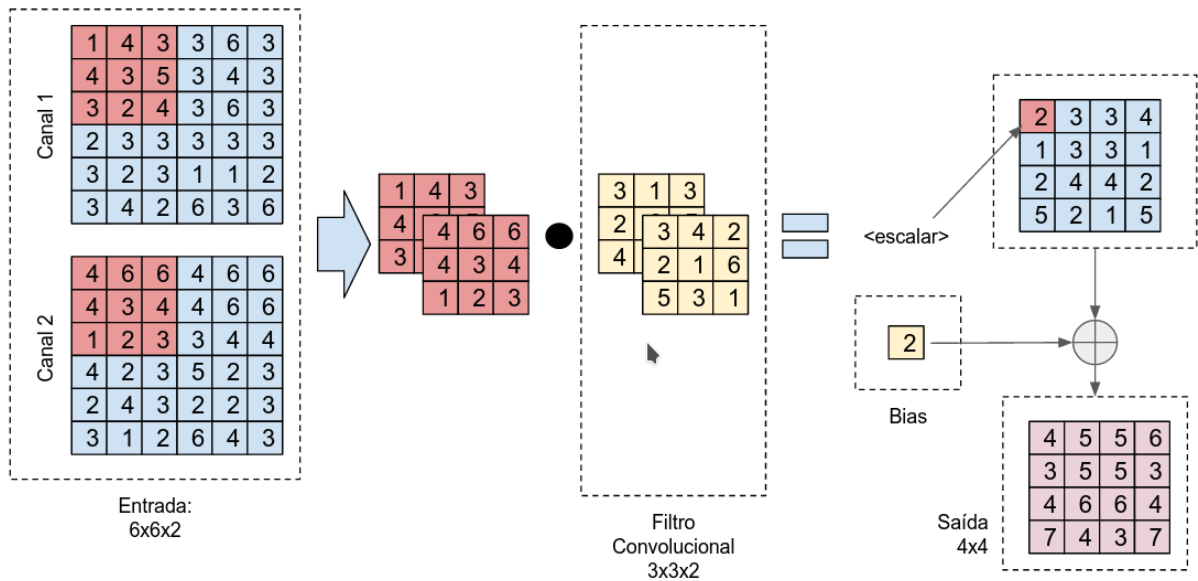 Canal 1
1 4 3 3 6 3
4 3 5 3 4 3
3 2 4 3 6 3
2 3 3 3 3 3
3 2 3 1 1 2
3 4 2 6 3 6
Canal 2
4 6 6 4 6 6
4 3 4 4 6 6
1 2 3 3 4 4
4 2 3 5 2 3
2 4 3 2 2 3
3 1 2 6 4 3
Entrada:
6x6x2
1 4 3
4
3
4 6 6
4 3 4
1 2 3
3 1 3
2
4
3 4 2
2 1 6
5 3 1
Filtro
Convolucional
3x3x2
<escalar>
2 3 3 4
1 3 3 1
2 4 4 2
5 2 1 5
2
Bias
4 5 5 6
3 5 5 3
4 6 6 4
7 4 3 7
Saída
4x4